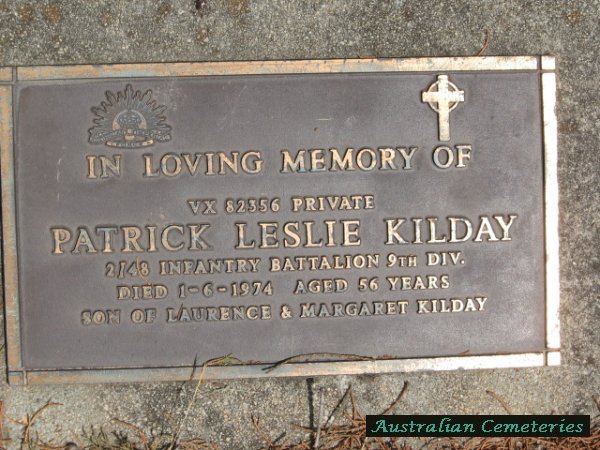 IN LOVING MEMORY OF
VX 82356 PRIVATE
PATRICK LESLIE KILDAY
2/48 INFANTRY BATTALION 9TH DIV.
DIED 1-6-1974 AGED 56 YEARS
SON OF LAURENCE & MARGARET KILDAY
Australian Cemeteries